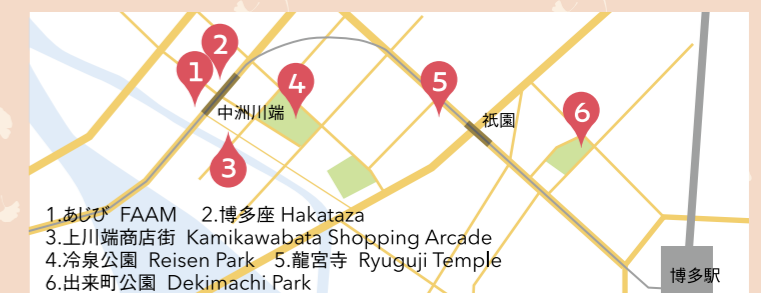 2
1
4
5
中洲川端
祇園
6
3
1.あじび FAAM 2.博多座 Hakataza
3.上川端商店街 Kamikawabata Shopping Arcade
4.冷泉公園 Reisen Park 5.龍宮寺 Ryuguji Temple
6.出来町公園 Dekimachi Park
博多駅